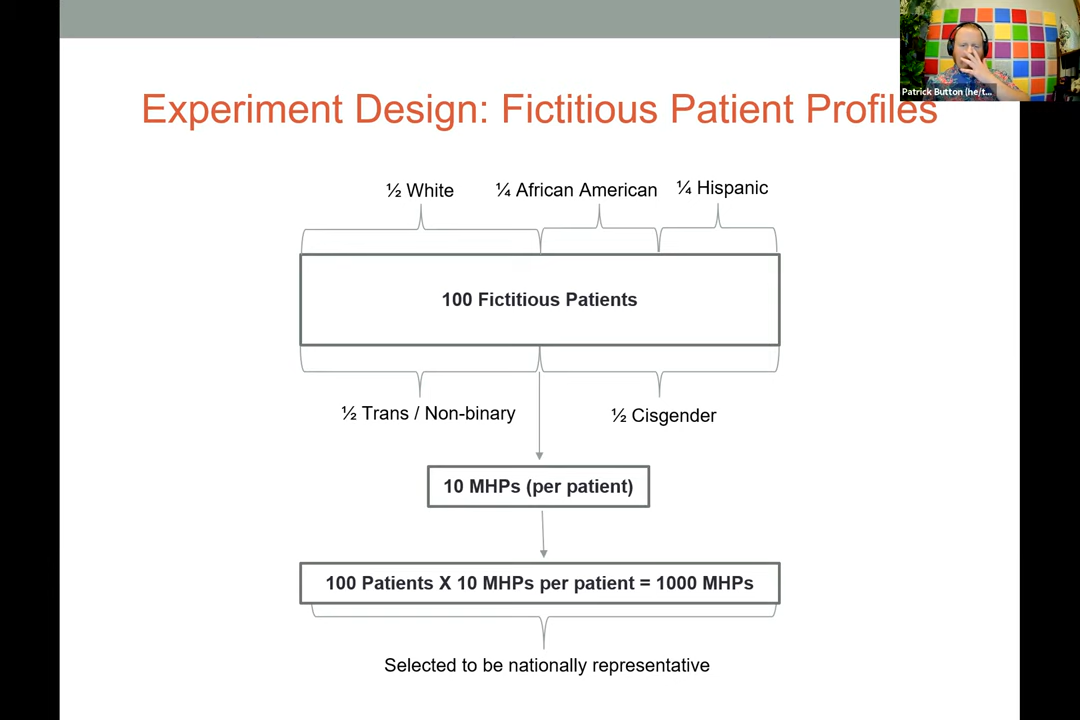 Patrick Button (he/t...
Experiment Design: Fictitious Patient Profiles
½ White
¼ African American
¼ Hispanic
100 Fictitious Patients
½ Trans / Non-binary
½ Cisgender
10 MHPs (per patient)
100 Patients X 10 MHPs per patient = 1000 MHPs
Selected to be nationally representative